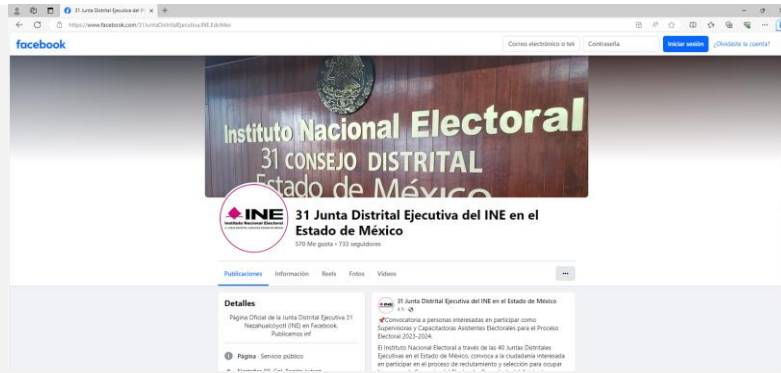 31 Junta Distrital Ejecutiva del IN
https://www.facebook.com/31JuntaDistritalEjecutiva.INE.EdoMex
facebook
Correo electrónico o tel
Contraseña
Iniciar sesión
¿Olvidaste la cuenta?
Instituto Nacional Electoral
31 CONSEJO DISTRITAL
Estado de México
INE
Instituto Nacional Electoral
31 Junta Distrital Ejecutiva del INE en el
Estado de México
570 Me gusta • 733 seguidores
Publicaciones Información Reels Fotos Videos
Detalles
Página Oficial de la Junta Distrital Ejecutiva 31
Nezahualcóyotl (INE) en Facebook.
Publicamos inf
Página · Servicio público
31 Junta Distrital Ejecutiva del INE en el Estado de México
4 h
Convocatoria a personas interesadas en participar como
Supervisoras y Capacitadoras Asistentes Electorales para el Proceso
Electoral 2023-2024.
El Instituto Nacional Electoral a través de las 40 Juntas Distritales
Ejecutivas en el Estado de México, convoca a la ciudadanía interesada
en participar en el proceso de reclutamiento y selección para ocupar